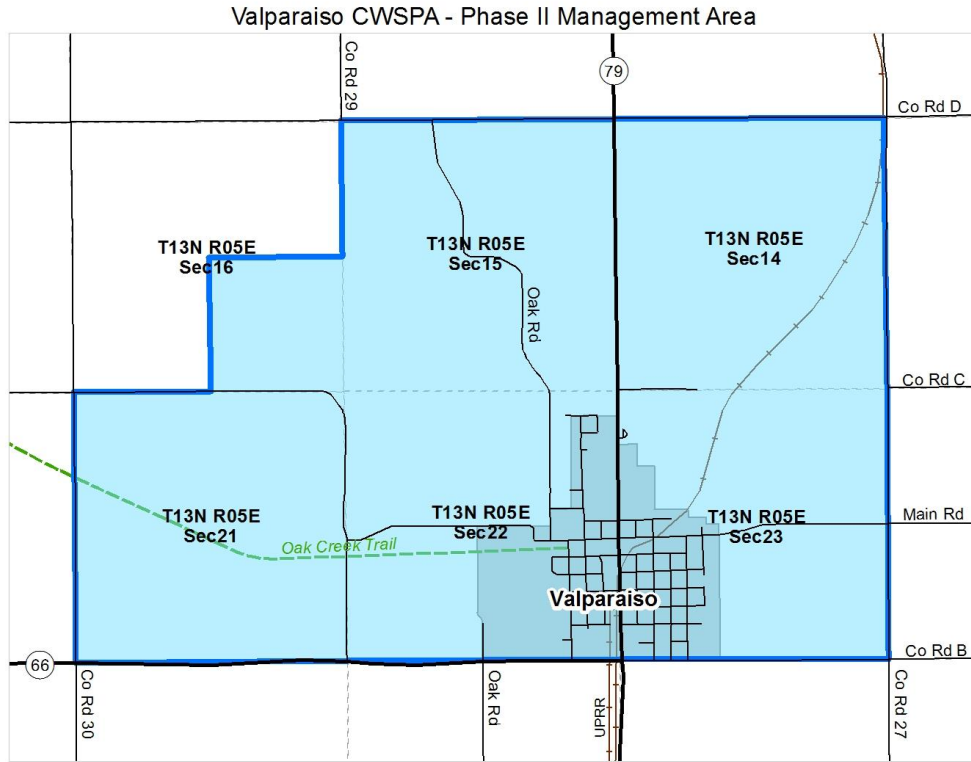 Valparaiso CWSPA - Phase II Management Area
Co Rd 29
79
Co Rd D
T13N R05E
Sec16
T13N R05E
Sec15
T13N R05E
Sec14
Oak Rd
Co Rd C
T13N R05E
Sec21
Oak Creek Trail
T13N R05E
Sec22
T13N R05E
Sec23
Main Rd
Valparaiso
66
Co Rd B
Co Rd 30
Oak Rd
UPRR
Co Rd 27